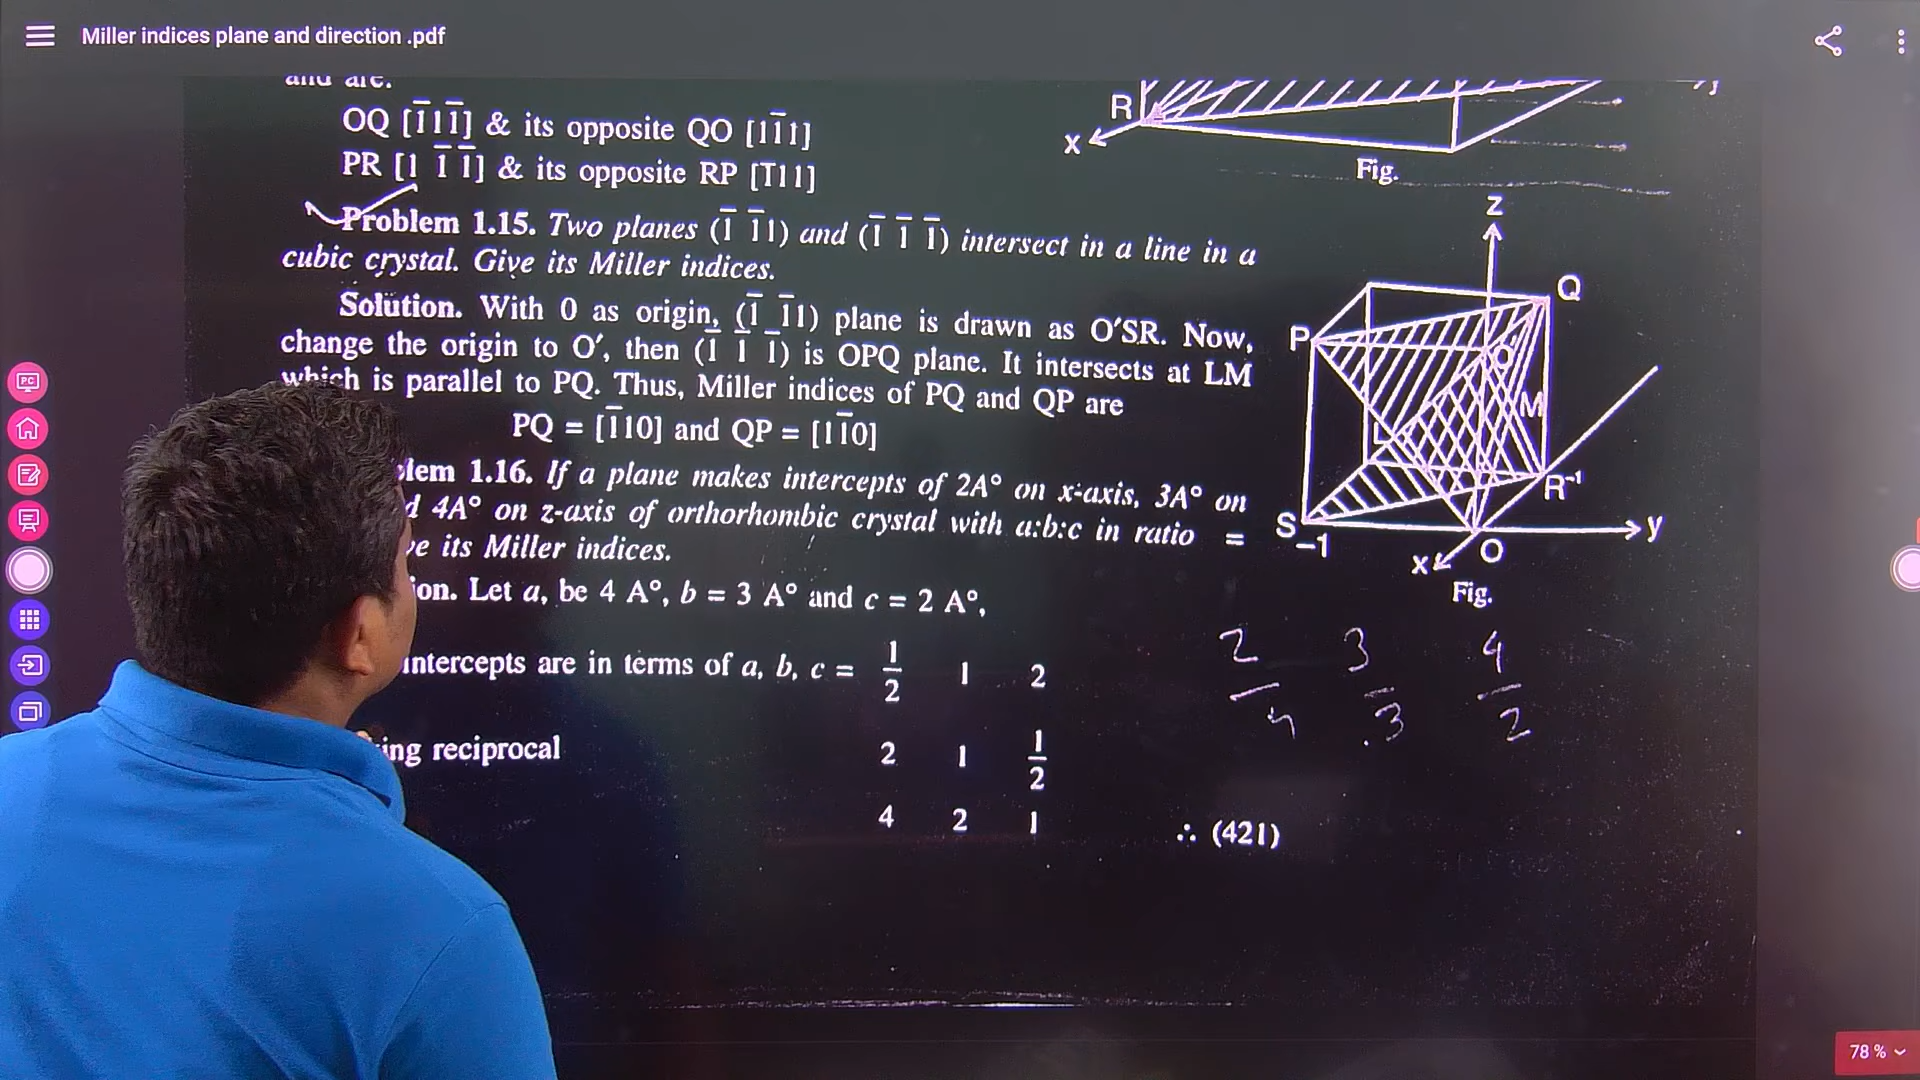 Miller indices plane and direction .pdf
and are.
OQ [1̅11̅] & its opposite QO [11̅1]
PR [1 1̅ 1̅] & its opposite RP [1̅11]
Problem 1.15. Two planes (1̅ 1̅1) and (1̅ 1̅ 1̅) intersect in a line in a
cubic crystal. Give its Miller indices.
Solution. With 0 as origin, (1̅ 1̅1) plane is drawn as O′SR. Now,
change the origin to O′, then (1̅ 1̅ 1̅) is OPQ plane. It intersects at LM
which is parallel to PQ. Thus, Miller indices of PQ and QP are
PQ = [1̅10] and QP = [11̅0]
lem 1.16. If a plane makes intercepts of 2A° on x-axis, 3A° on
d 4A° on z-axis of orthorhombic crystal with a:b:c in ratio =
e its Miller indices.
ion. Let a, be 4 A°, b = 3 A° and c = 2 A°,
intercepts are in terms of a, b, c = 1/2 1 2
ing reciprocal 2 1 1/2
4 2 1 ∴ (421)
R
x
Fig.
z
Q
P
O′
M
L
R⁻¹
S
-1
y
x
O
Fig.
2/4 3/3 4/2
PC
78 %